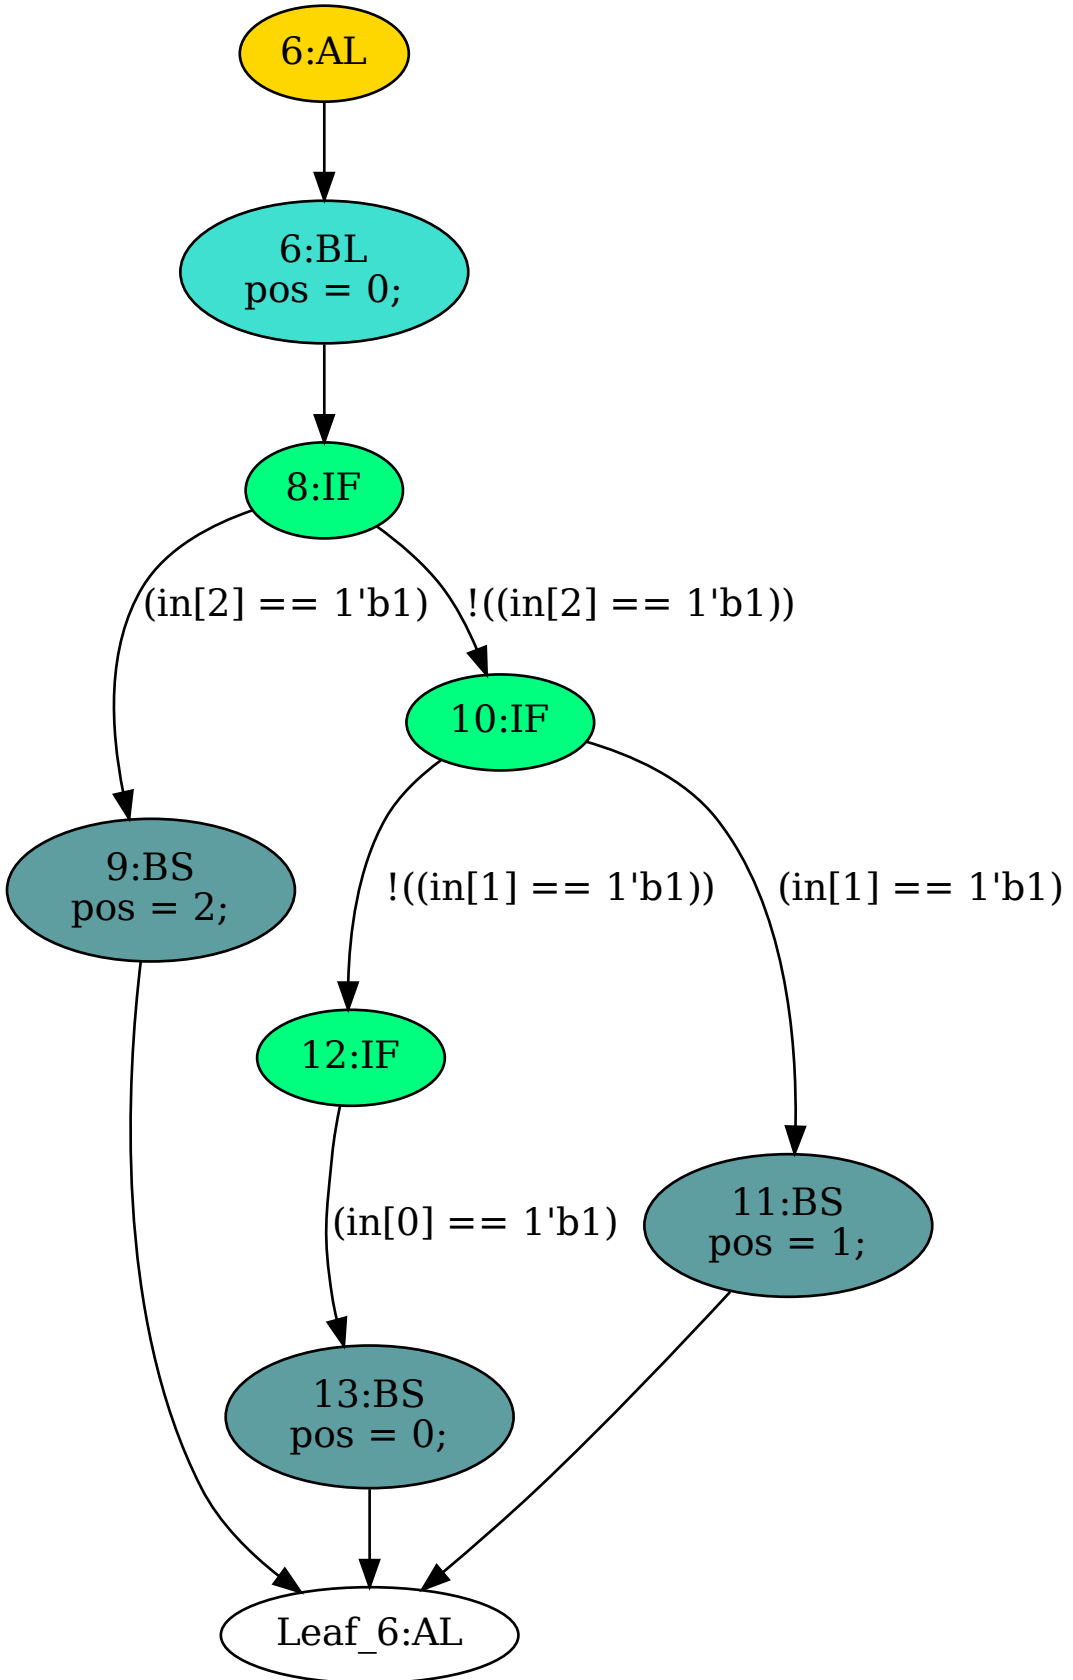 6:AL
6:BL
pos = 0;
8:IF
(in[2] == 1'b1)
!((in[2] == 1'b1))
10:IF
9:BS
pos = 2;
!((in[1] == 1'b1))
(in[1] == 1'b1)
12:IF
11:BS
pos = 1;
(in[0] == 1'b1)
13:BS
pos = 0;
Leaf_6:AL